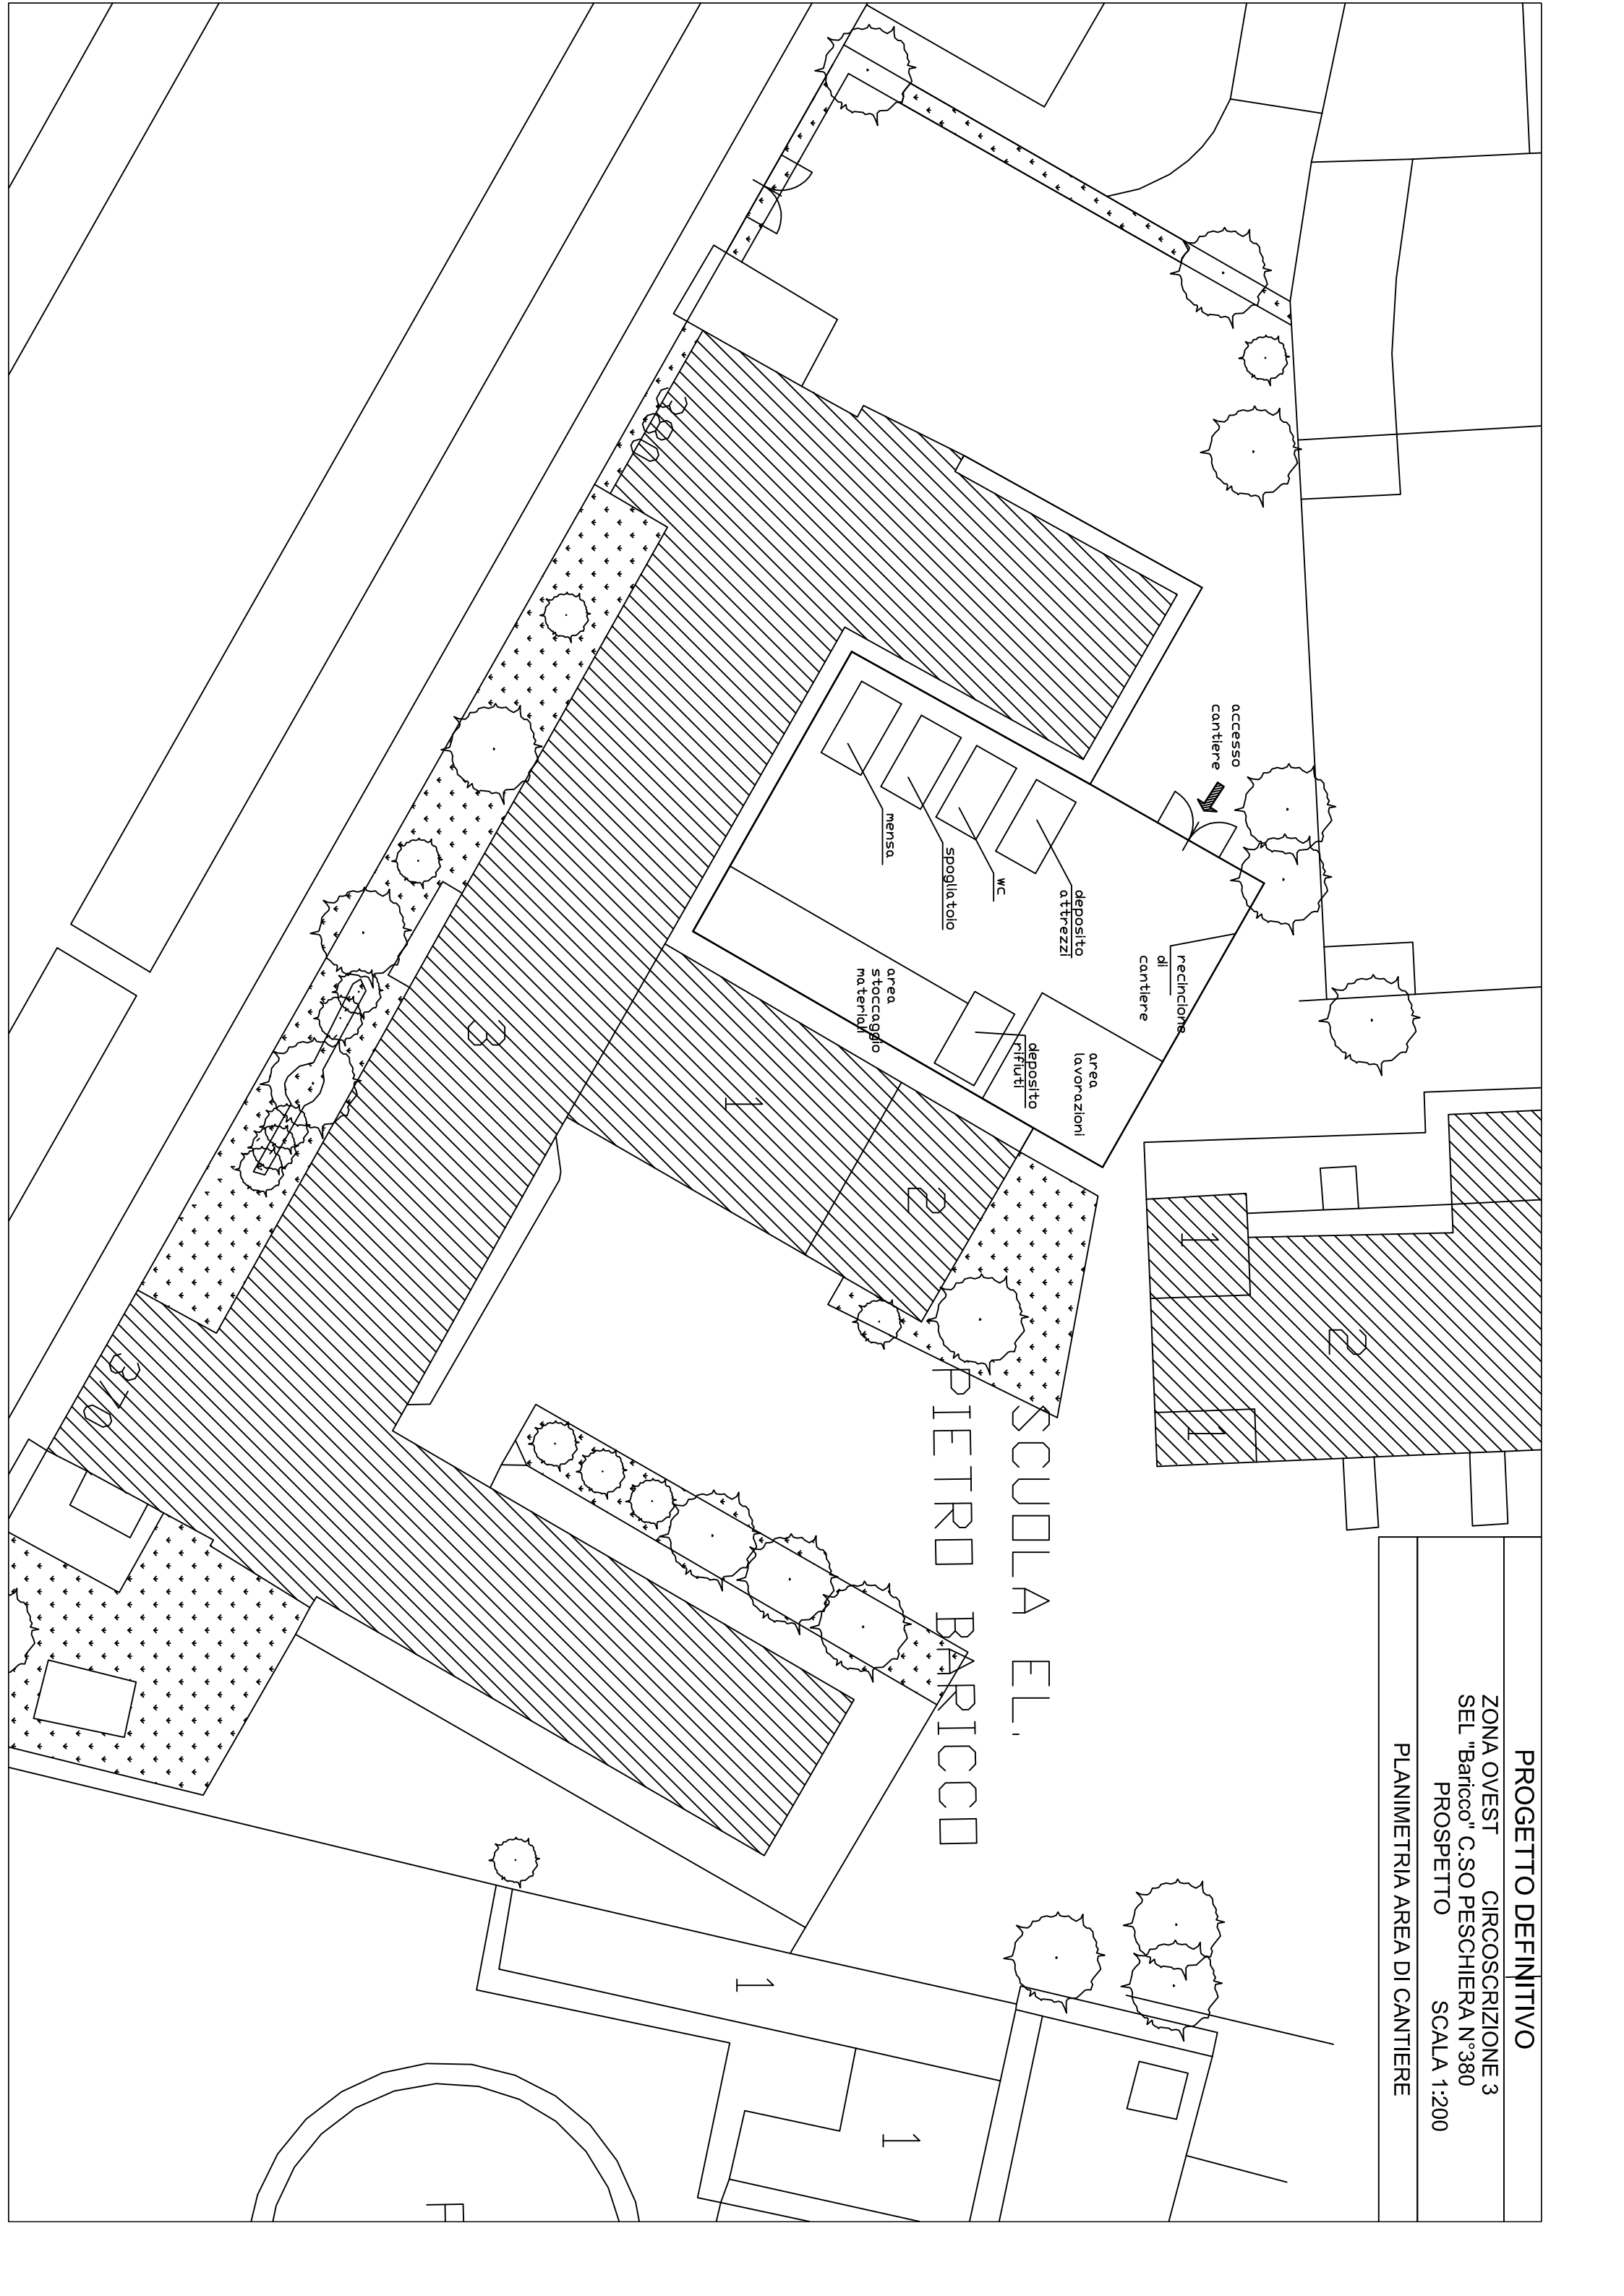 PROGETTO DEFINITIVO
ZONA OVEST CIRCOSCRIZIONE 3
SEL "Baricco" C.SO PESCHIERA N°380
PROSPETTO SCALA 1:200
PLANIMETRIA AREA DI CANTIERE
accesso
cantiere
recinzione
di
cantiere
deposito
attrezzi
wc
spogliatoio
mensa
area
lavorazioni
deposito
rifiuti
area
stoccaggio
materiali
SCUOLA EL.
PIETRO BARICCO
380
3
1
2
1
2
1
370
1
1